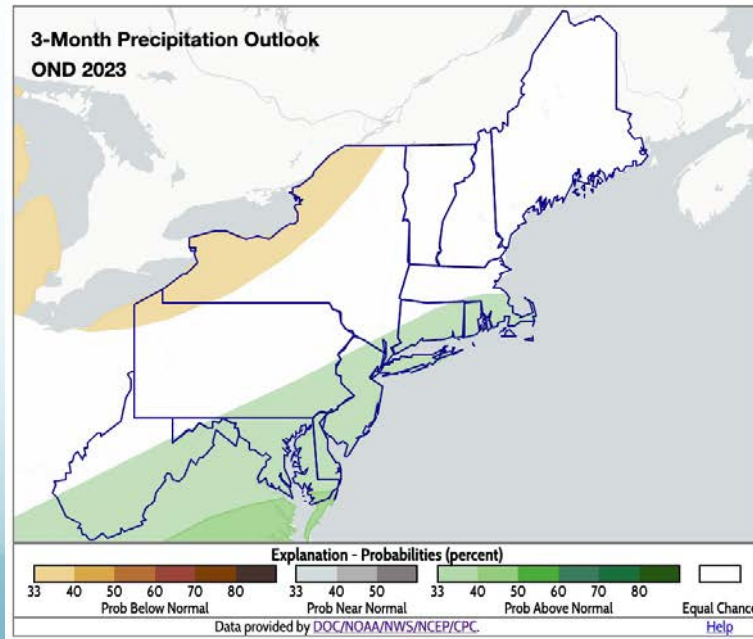 3-Month Precipitation Outlook
OND 2023
Explanation - Probabilities (percent)
33 40 50 60 70 80 33 40 50 33 40 50 60 70 80
Prob Below Normal Prob Near Normal Prob Above Normal Equal Chance
Data provided by DOC/NOAA/NWS/NCEP/CPC. Help